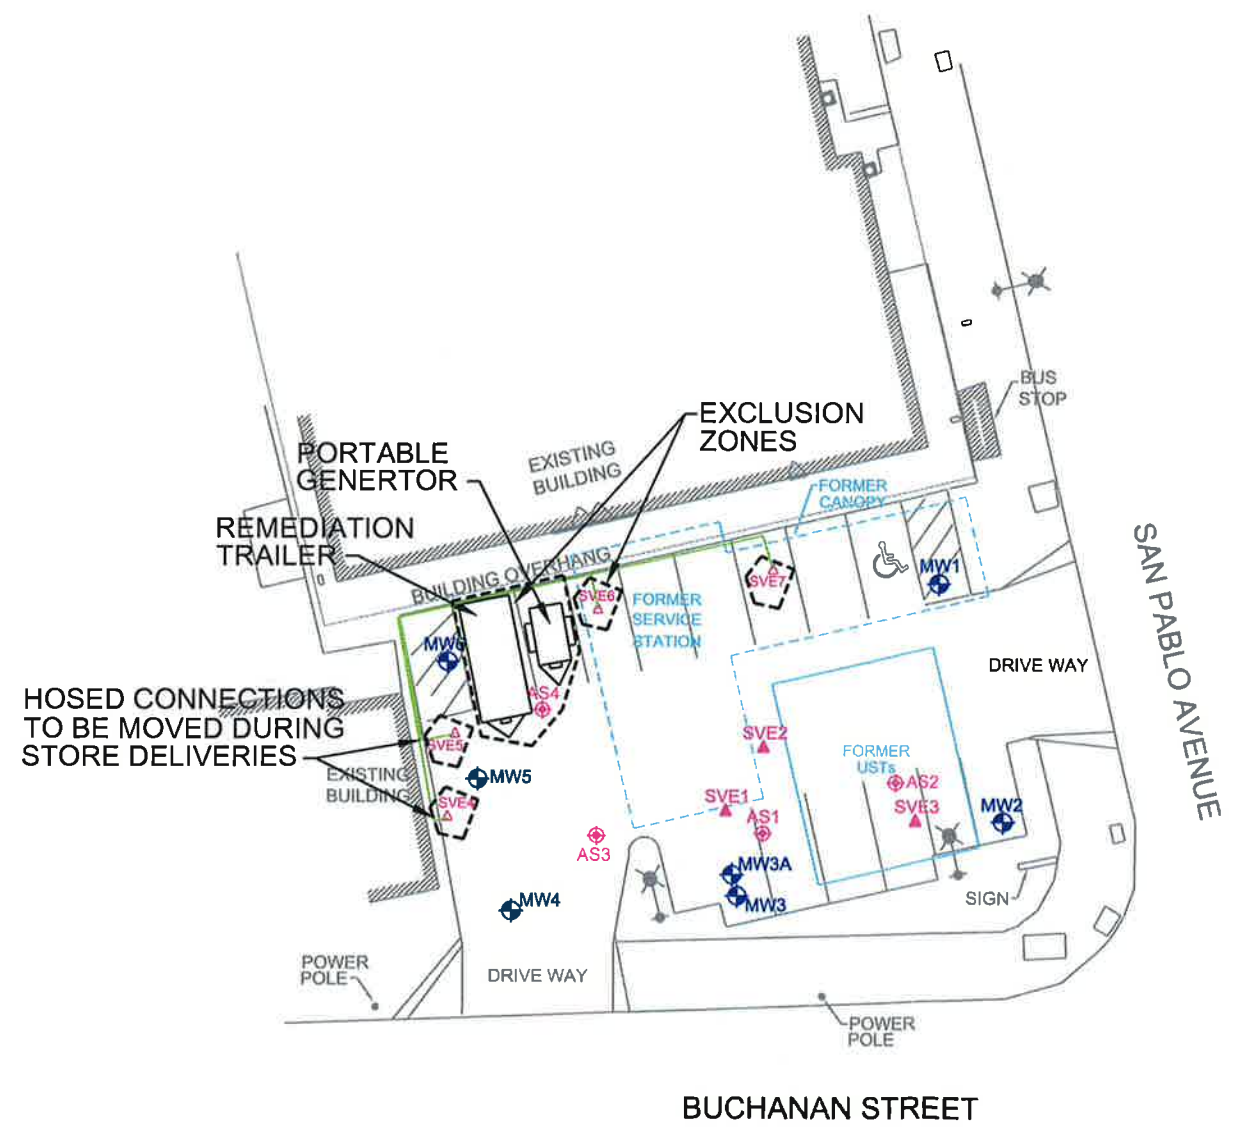 BUS
STOP
EXCLUSION
ZONES
PORTABLE
GENERTOR
EXISTING
BUILDING
FORMER
CANOPY
REMEDIATION
TRAILER
BUILDING OVERHANG
SAN PABLO AVENUE
MW1
SVE7
SVE6
FORMER
SERVICE
STATION
MW6
DRIVE WAY
AS4
HOSED CONNECTIONS
TO BE MOVED DURING
STORE DELIVERIES
SVE5
SVE2
FORMER
USTs
EXISTING
BUILDING
MW5
AS2
SVE4
SVE1
SVE3
MW2
AS1
AS3
MW3A
MW3
MW4
SIGN
POWER
POLE
DRIVE WAY
POWER
POLE
BUCHANAN STREET